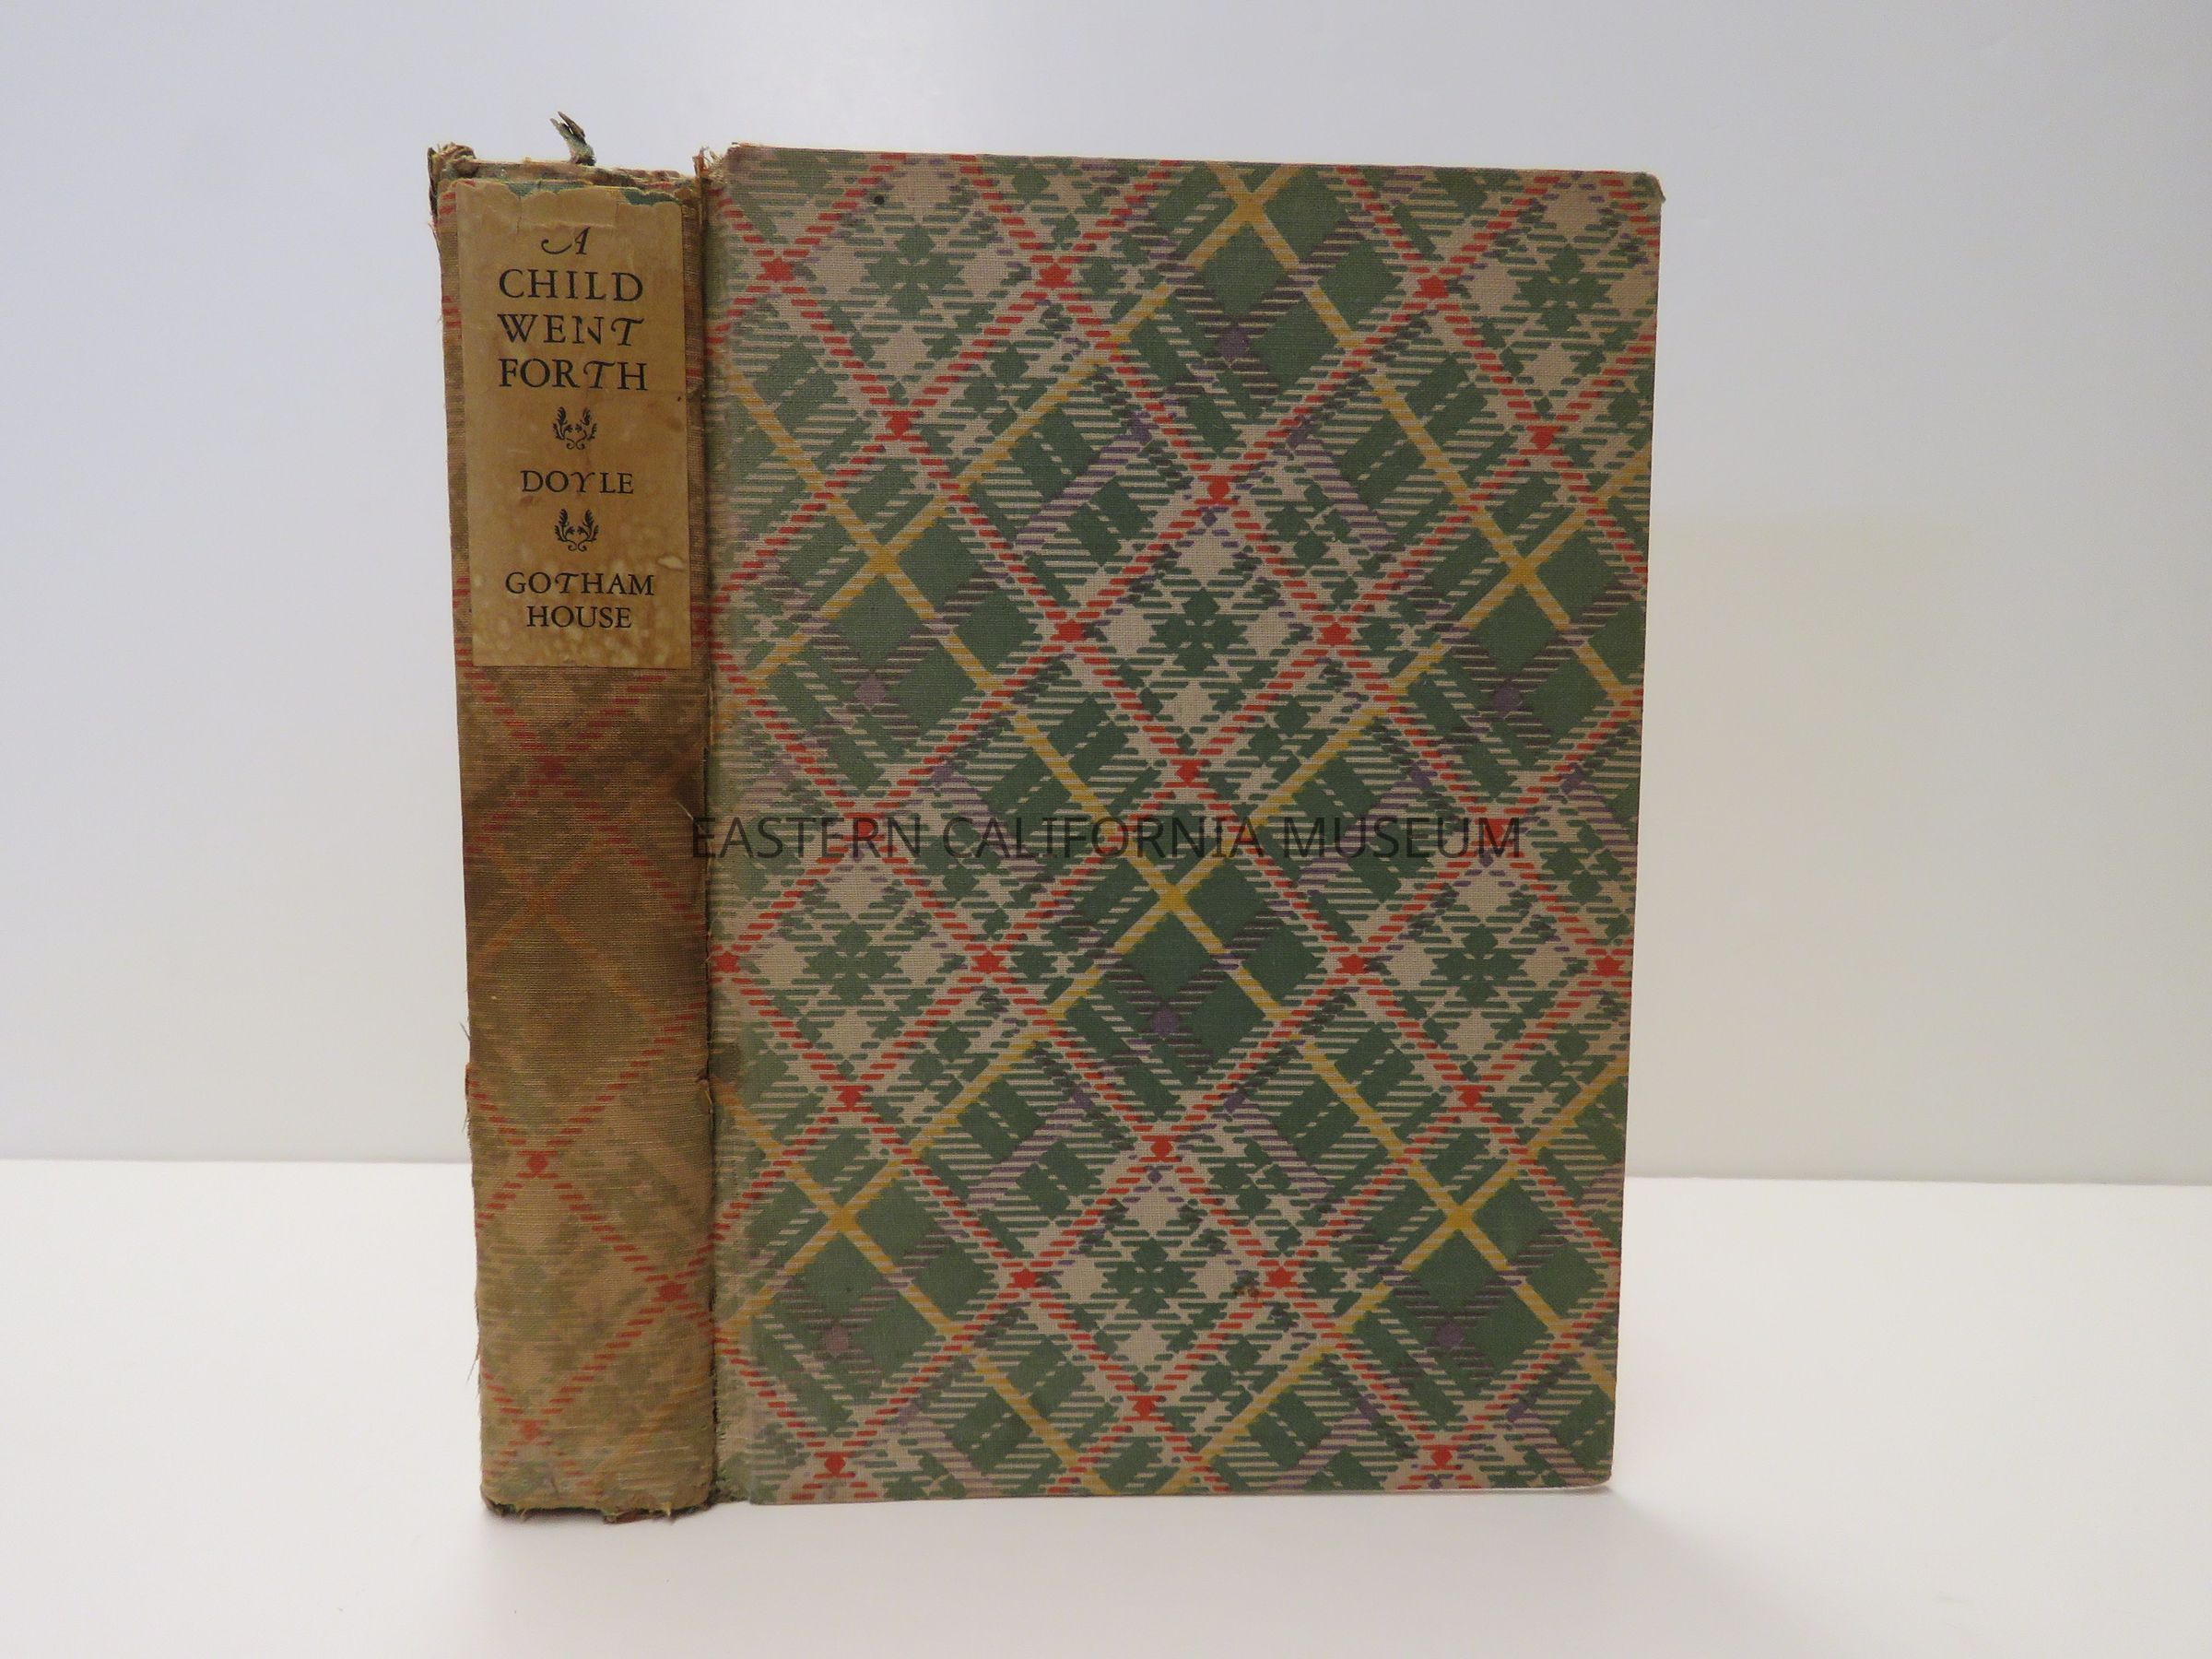 A
CHILD
WENT
FORTH
DOYLE
GOTHAM
HOUSE
EASTERN CALIFORNIA MUSEUM